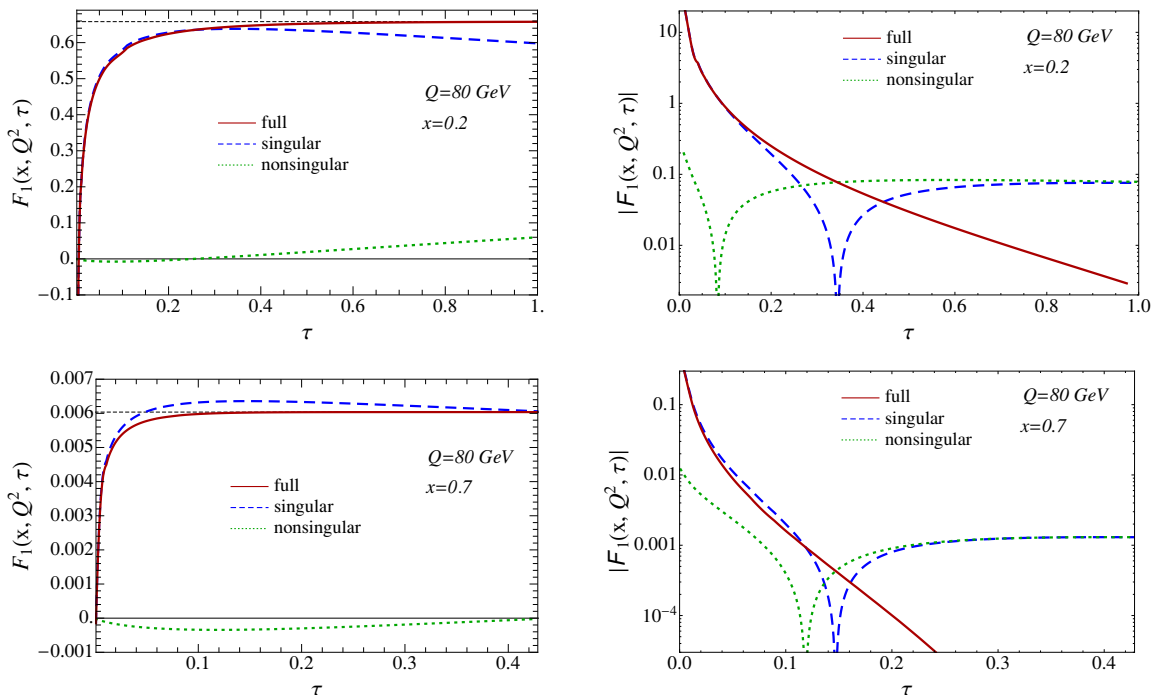 F₁(x, Q², τ)
0.6
0.5
0.4
0.3
0.2
0.1
0.
−0.1
Q=80 GeV
x=0.2
full
singular
nonsingular
0.2 0.4 0.6 0.8 1.
τ
|F₁(x, Q², τ)|
10
1
0.1
0.01
full
singular
nonsingular
Q=80 GeV
x=0.2
0.0 0.2 0.4 0.6 0.8 1.0
τ
F₁(x, Q², τ)
0.007
0.006
0.005
0.004
0.003
0.002
0.001
0.
−0.001
Q=80 GeV
x=0.7
full
singular
nonsingular
0.1 0.2 0.3 0.4
τ
|F₁(x, Q², τ)|
0.1
0.01
0.001
10⁻⁴
full
singular
nonsingular
Q=80 GeV
x=0.7
0.0 0.1 0.2 0.3 0.4
τ